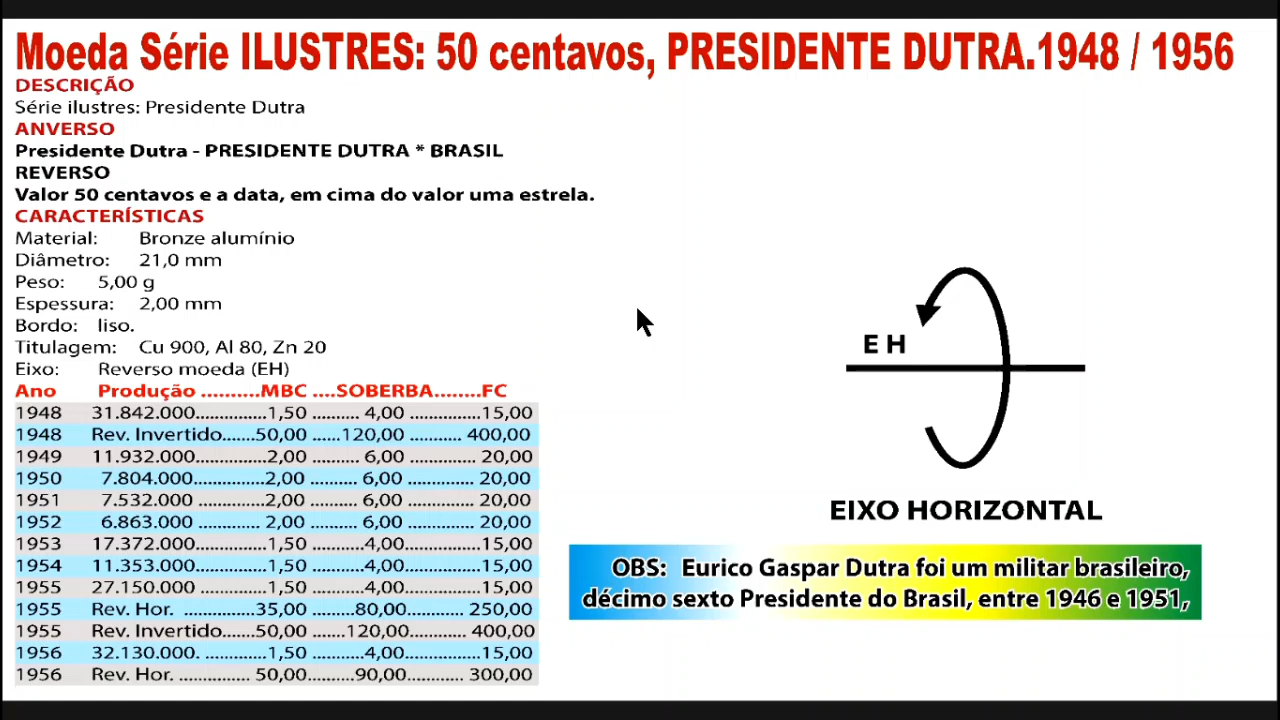 Moeda Série ILUSTRES: 50 centavos, PRESIDENTE DUTRA.1948 / 1956
DESCRIÇÃO
Série ilustres: Presidente Dutra
ANVERSO
Presidente Dutra - PRESIDENTE DUTRA * BRASIL
REVERSO
Valor 50 centavos e a data, em cima do valor uma estrela.
CARACTERÍSTICAS
Material: Bronze alumínio
Diâmetro: 21,0 mm
Peso: 5,00 g
Espessura: 2,00 mm
Bordo: liso.
Titulagem: Cu 900, Al 80, Zn 20
Eixo: Reverso moeda (EH)
Ano Produção ..........MBC ....SOBERBA........FC
1948 31.842.000..............1,50 ......... 4,00 ..............15,00
1948 Rev. Invertido.......50,00 ......120,00 ........... 400,00
1949 11.932.000..............2,00 ......... 6,00 ..............20,00
1950 7.804.000..............2,00 ......... 6,00 ............. 20,00
1951 7.532.000 .............2,00 ......... 6,00 ............. 20,00
1952 6.863.000 ............ 2,00 ......... 6,00 ............. 20,00
1953 17.372.000..............1,50 ..........4,00..............15,00
1954 11.353.000..............1,50 ..........4,00..............15,00
1955 27.150.000..............1,50 ..........4,00..............15,00
1955 Rev. Hor. ..............35,00 ........80,00............250,00
1955 Rev. Invertido.......50,00 .......120,00............ 400,00
1956 32.130.000. ............1,50 ..........4,00..............15,00
1956 Rev. Hor. .............. 50,00.........90,00........... 300,00
E H
EIXO HORIZONTAL
OBS: Eurico Gaspar Dutra foi um militar brasileiro,
décimo sexto Presidente do Brasil, entre 1946 e 1951,